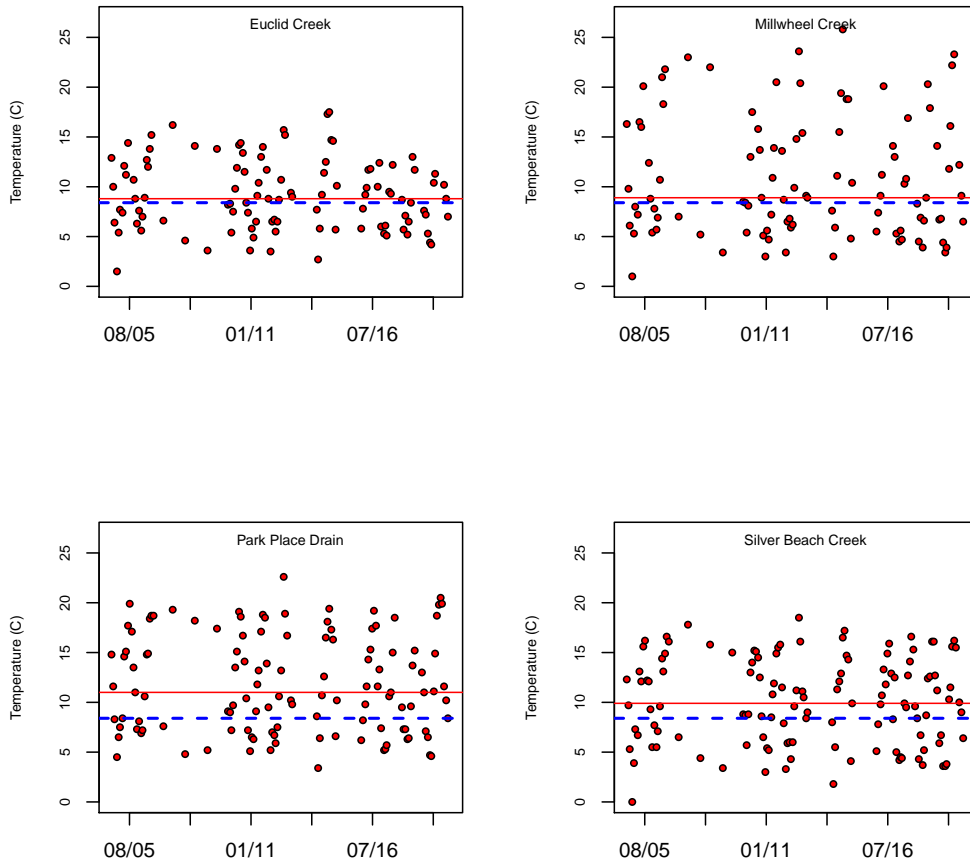 Euclid Creek
Temperature (C)
25
20
15
10
5
0
08/05 01/11 07/16
Millwheel Creek
Temperature (C)
25
20
15
10
5
0
08/05 01/11 07/16
Park Place Drain
Temperature (C)
25
20
15
10
5
0
08/05 01/11 07/16
Silver Beach Creek
Temperature (C)
25
20
15
10
5
0
08/05 01/11 07/16